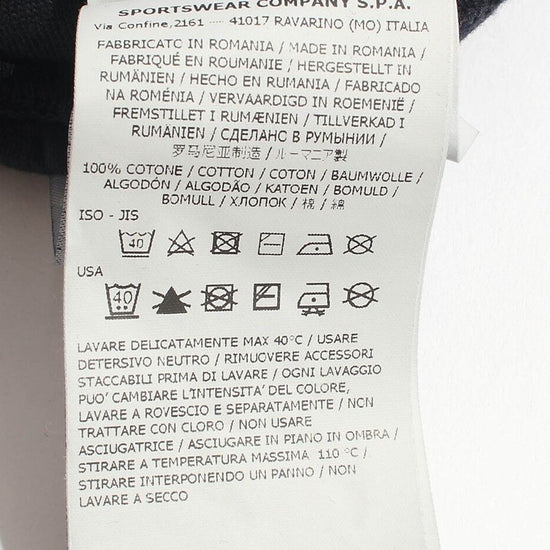 SPORTSWEAR COMPANY S.P.A.
Via Confine,2161 ···· 41017 RAVARINO (MO) ITALIA
FABBRICATO IN ROMANIA / MADE IN ROMANIA /
FABRIQUÉ EN ROUMANIE / HERGESTELLT IN
RUMÄNIEN / HECHO EN RUMANIA / FABRICADO
NA ROMÉNIA / VERVAARDIGD IN ROEMENIË /
FREMSTILLET I RUMÆNIEN / TILLVERKAD I
RUMÄNIEN / СДЕЛАНО В РУМЫНИИ /
罗马尼亚制造 / ルーマニア製
100% COTONE / COTTON / COTON / BAUMWOLLE /
ALGODÓN / ALGODÃO / KATOEN / BOMULD /
BOMULL / ХЛОПОК / 棉 / 綿
ISO - JIS
40
USA
40
LAVARE DELICATAMENTE MAX 40°C / USARE
DETERSIVO NEUTRO / RIMUOVERE ACCESSORI
STACCABILI PRIMA DI LAVARE / OGNI LAVAGGIO
PUO' CAMBIARE L'INTENSITA' DEL COLORE,
LAVARE A ROVESCIO E SEPARATAMENTE / NON
TRATTARE CON CLORO / NON USARE
ASCIUGATRICE / ASCIUGARE IN PIANO IN OMBRA /
STIRARE A TEMPERATURA MASSIMA 110 °C /
STIRARE INTERPONENDO UN PANNO / NON
LAVARE A SECCO